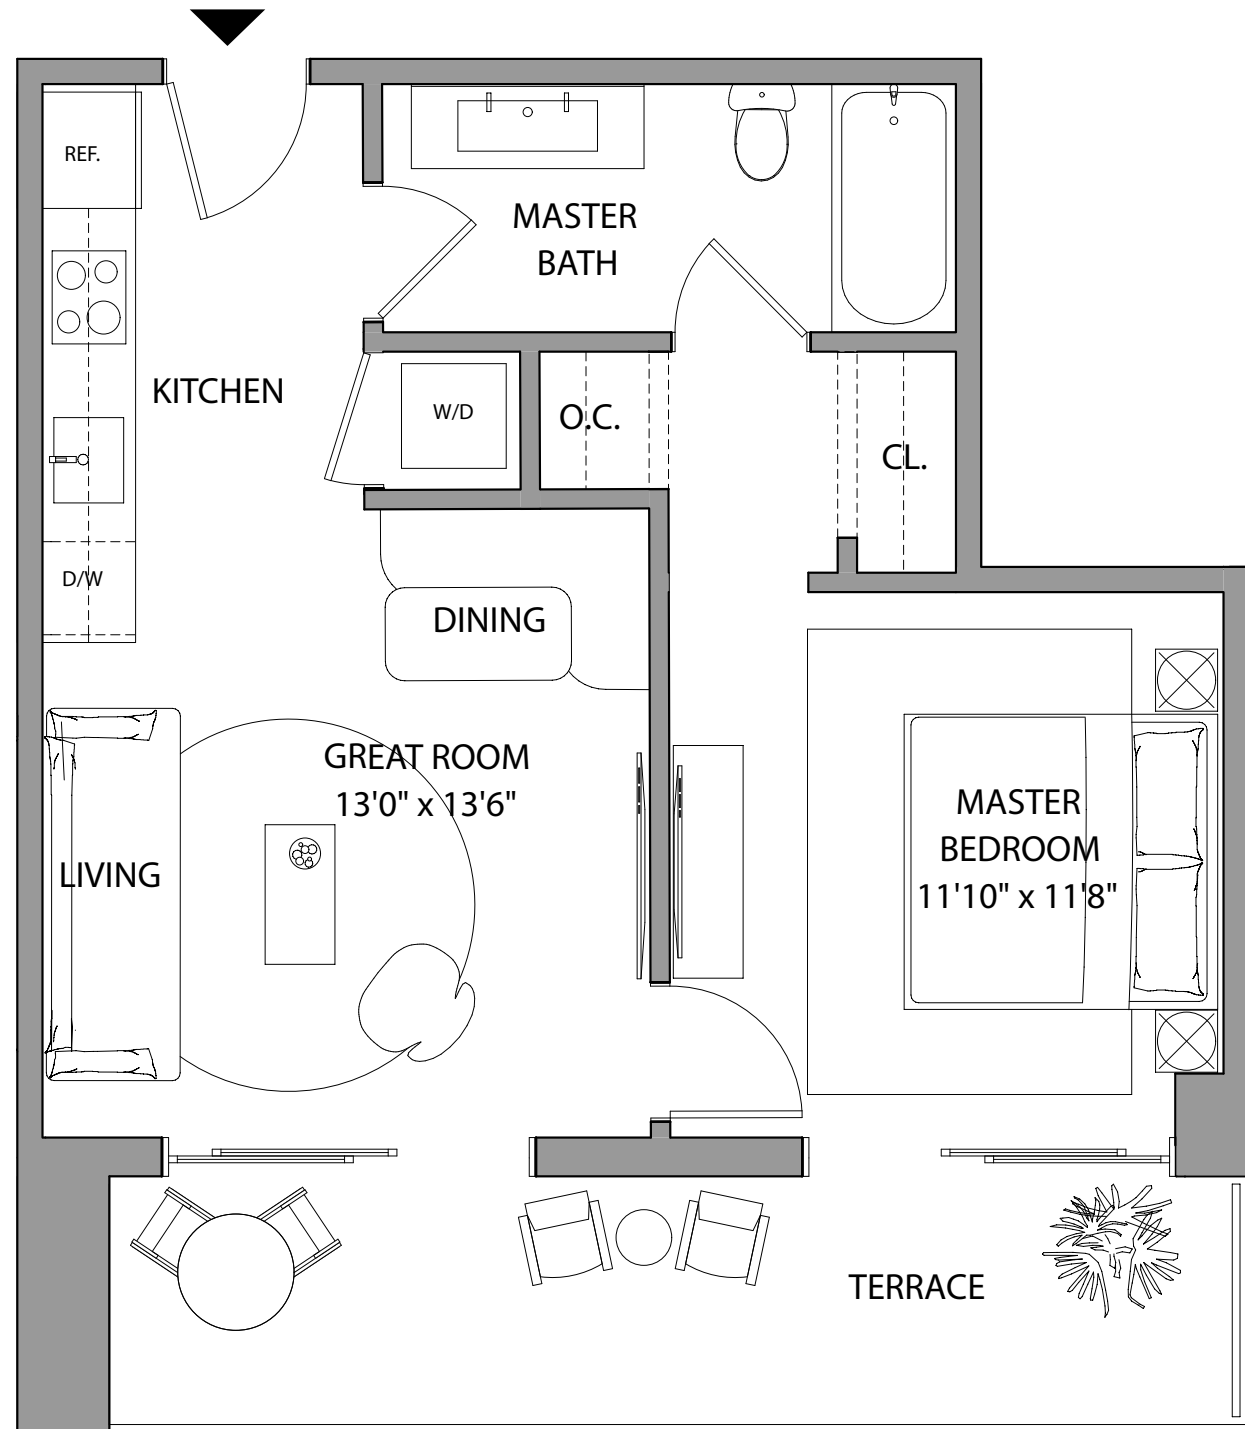 REF.
MASTER
BATH
KITCHEN
W/D
O.C.
CL.
D/W
DINING
GREAT ROOM
13'0" x 13'6"
LIVING
MASTER
BEDROOM
11'10" x 11'8"
TERRACE